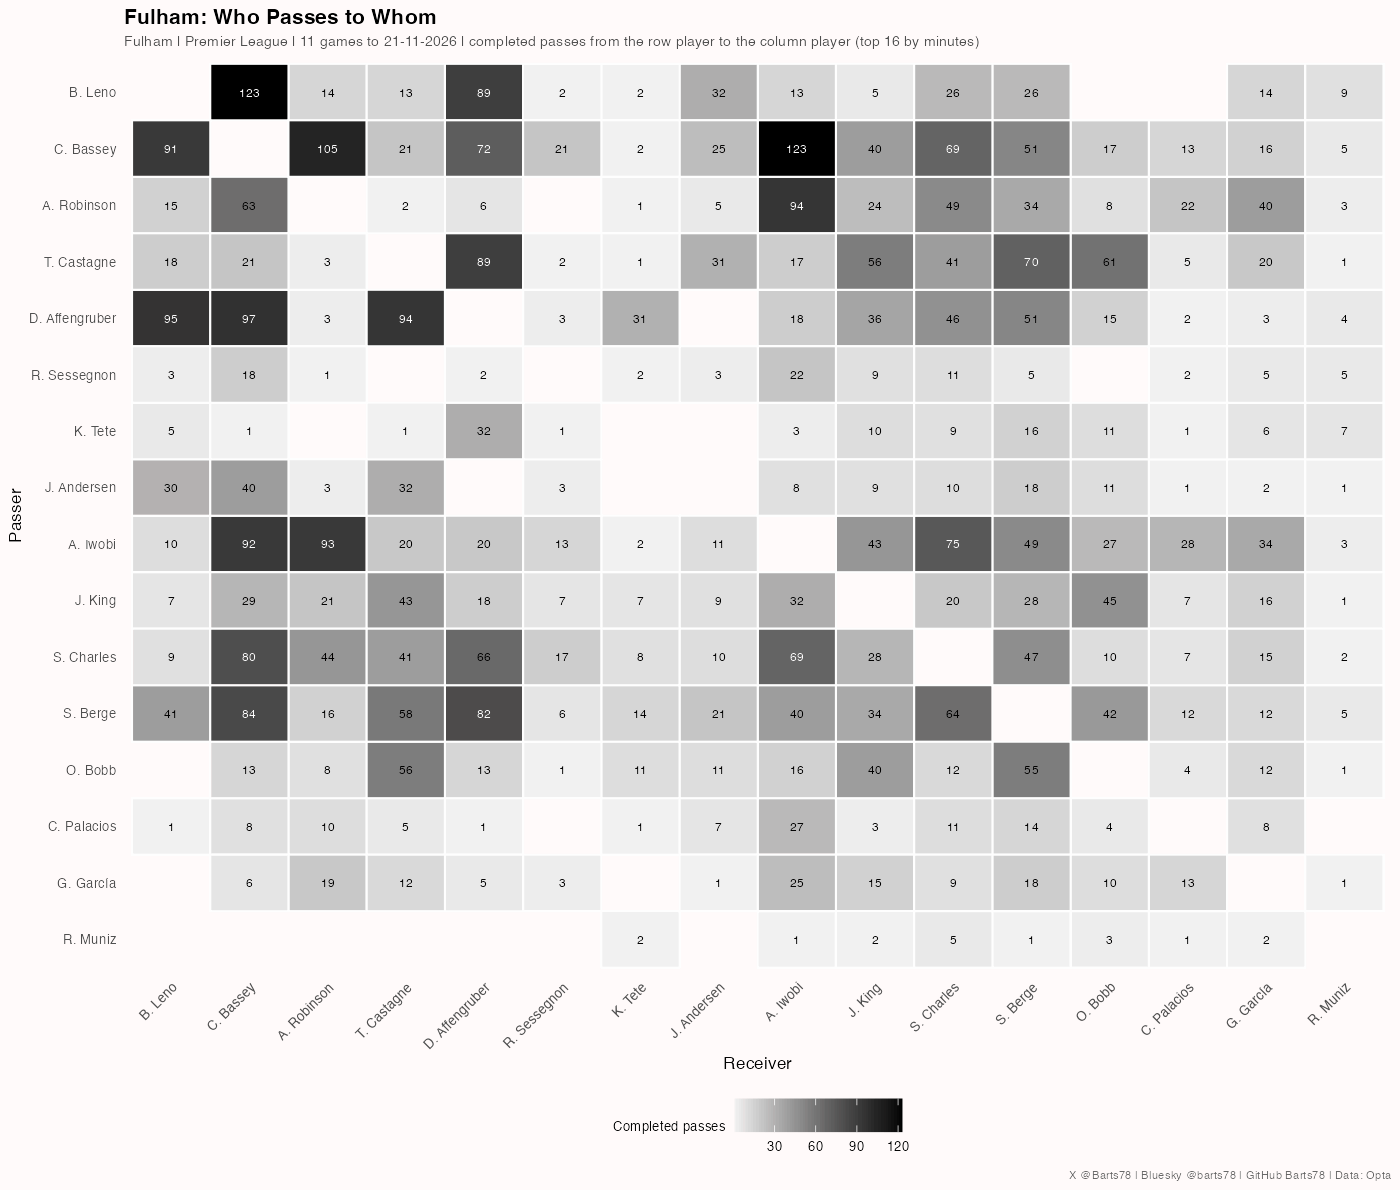 Fulham: Who Passes to Whom
Fulham | Premier League | 11 games to 21-11-2026 | completed passes from the row player to the column player (top 16 by minutes)
B. Leno 123 14 13 89 2 2 32 13 5 26 26 14 9
C. Bassey 91 105 21 72 21 2 25 123 40 69 51 17 13 16 5
A. Robinson 15 63 2 6 1 5 94 24 49 34 8 22 40 3
T. Castagne 18 21 3 89 2 1 31 17 56 41 70 61 5 20 1
D. Affengruber 95 97 3 94 3 31 18 36 46 51 15 2 3 4
R. Sessegnon 3 18 1 2 2 3 22 9 11 5 2 5 5
K. Tete 5 1 1 32 1 3 10 9 16 11 1 6 7
J. Andersen 30 40 3 32 3 8 9 10 18 11 1 2 1
A. Iwobi 10 92 93 20 20 13 2 11 43 75 49 27 28 34 3
J. King 7 29 21 43 18 7 7 9 32 20 28 45 7 16 1
S. Charles 9 80 44 41 66 17 8 10 69 28 47 10 7 15 2
S. Berge 41 84 16 58 82 6 14 21 40 34 64 42 12 12 5
O. Bobb 13 8 56 13 1 11 11 16 40 12 55 4 12 1
C. Palacios 1 8 10 5 1 1 7 27 3 11 14 4 8
G. García 6 19 12 5 3 1 25 15 9 18 10 13 1
R. Muniz 2 1 2 5 1 3 1 2
Passer
B. Leno C. Bassey A. Robinson T. Castagne D. Affengruber R. Sessegnon K. Tete J. Andersen A. Iwobi J. King S. Charles S. Berge O. Bobb C. Palacios G. García R. Muniz
Receiver
Completed passes
30 60 90 120
X @Barts78 | Bluesky @barts78 | GitHub Barts78 | Data: Opta